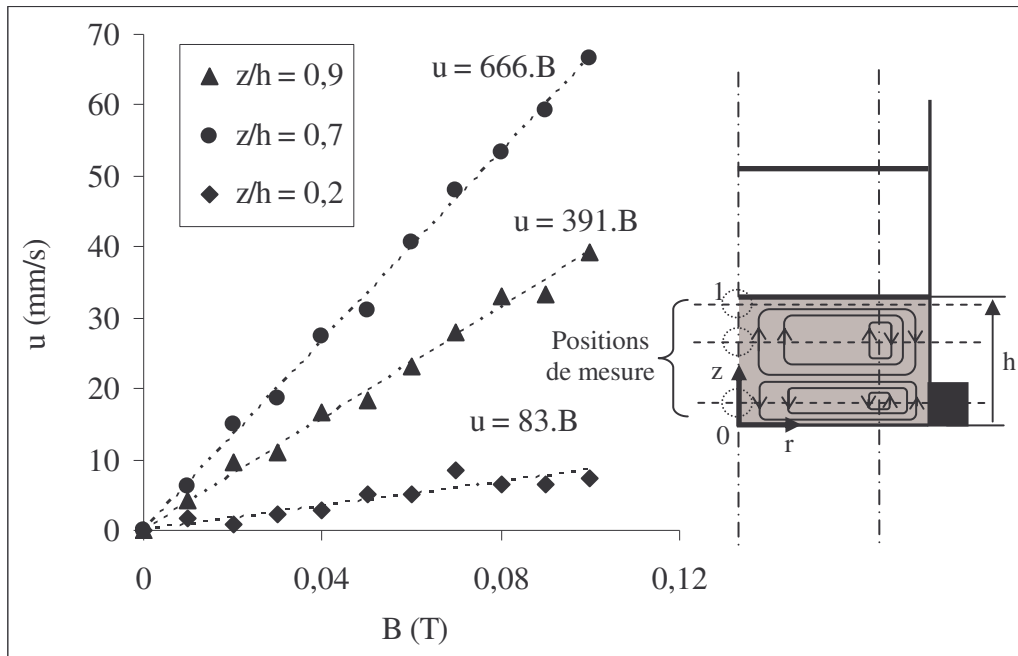 70
60
50
40
30
20
10
0
u (mm/s)
z/h = 0,9
z/h = 0,7
z/h = 0,2
u = 666.B
u = 391.B
u = 83.B
0
0,04
0,08
0,12
B (T)
1
Positions
de mesure
z
0
r
h